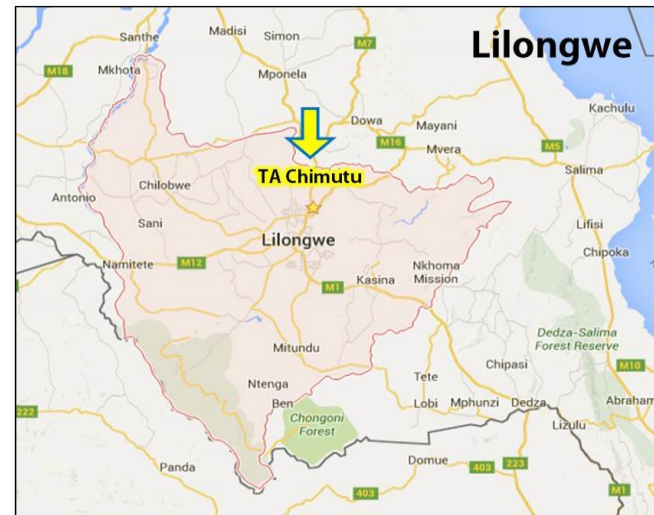 Lilongwe
Santhe
Madisi
Simon
M7
M18
Mkhota
Mponela
Kachulu
Dowa
Mayani
M16
Mvera
M5
Salima
TA Chimutu
Antonio
Chilobwe
Sani
Lilongwe
Lifisi
Chipoka
Namitete
M12
Nkhoma
Mission
Kasina
M1
Dedza-Salima
Forest Reserve
Mitundu
Chipasi
M10
Ntenga
Tete
Ben
Lobi
Mphunzi
Dedza
Abraham
222
Chongoni
Forest
Lizulu
Panda
Domue
403
223
403
M1